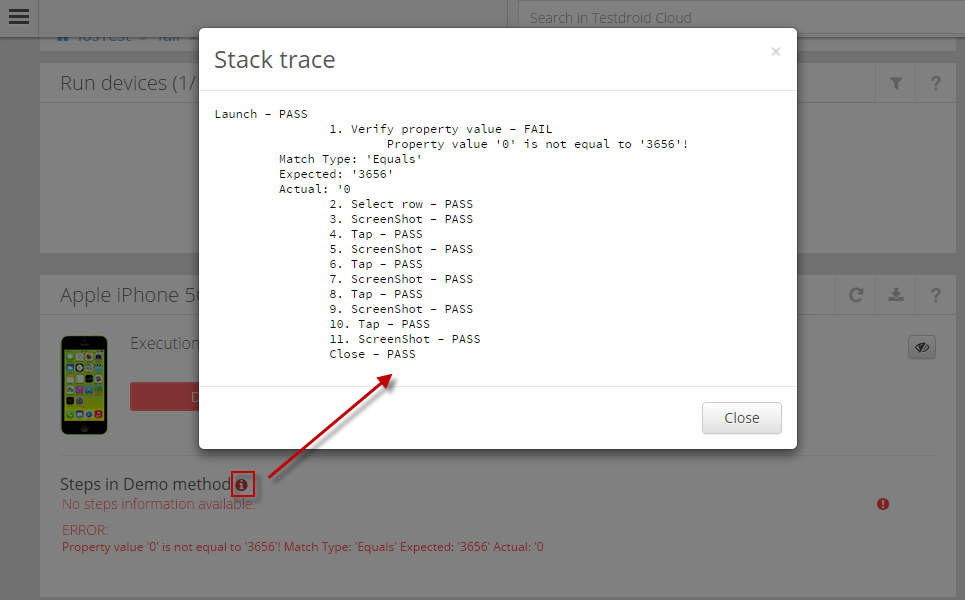 Search in Testdroid Cloud
iosTest » fail
Run devices (1/
Stack trace
×
Launch - PASS
1. Verify property value - FAIL
Property value '0' is not equal to '3656'!
Match Type: 'Equals'
Expected: '3656'
Actual: '0
2. Select row - PASS
3. ScreenShot - PASS
4. Tap - PASS
5. ScreenShot - PASS
6. Tap - PASS
7. ScreenShot - PASS
8. Tap - PASS
9. ScreenShot - PASS
10. Tap - PASS
11. ScreenShot - PASS
Close - PASS
Close
?
Apple iPhone 5
?
Execution
D
Steps in Demo method
No steps information available.
ERROR:
Property value '0' is not equal to '3656'! Match Type: 'Equals' Expected: '3656' Actual: '0